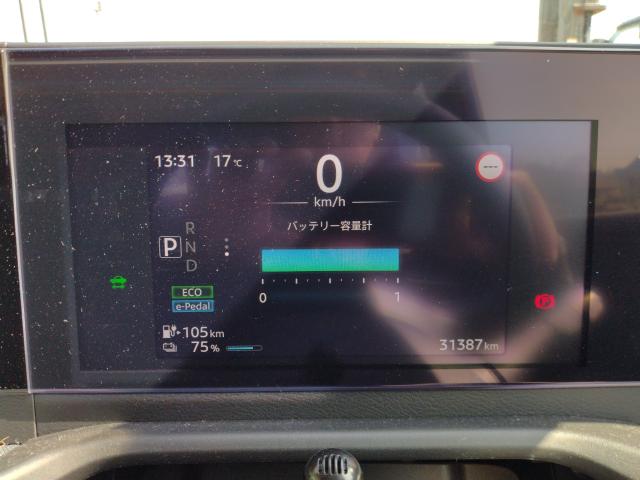 13:31 17℃
0
---
km/h
バッテリー容量計
R
P N
D
0 1
ECO
e-Pedal
105km
75% 31387km
P